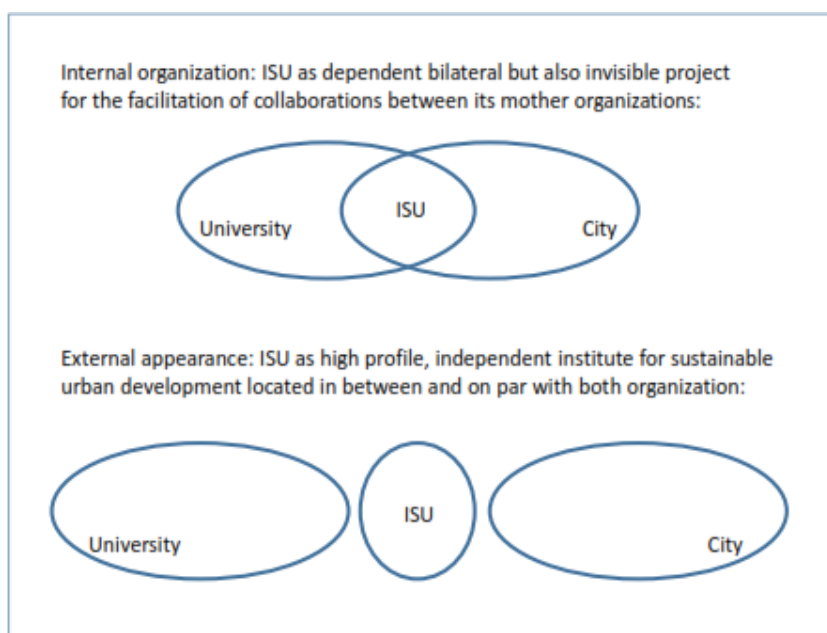 Internal organization: ISU as dependent bilateral but also invisible project
for the facilitation of collaborations between its mother organizations:
University
ISU
City
External appearance: ISU as high profile, independent institute for sustainable
urban development located in between and on par with both organization:
University
ISU
City